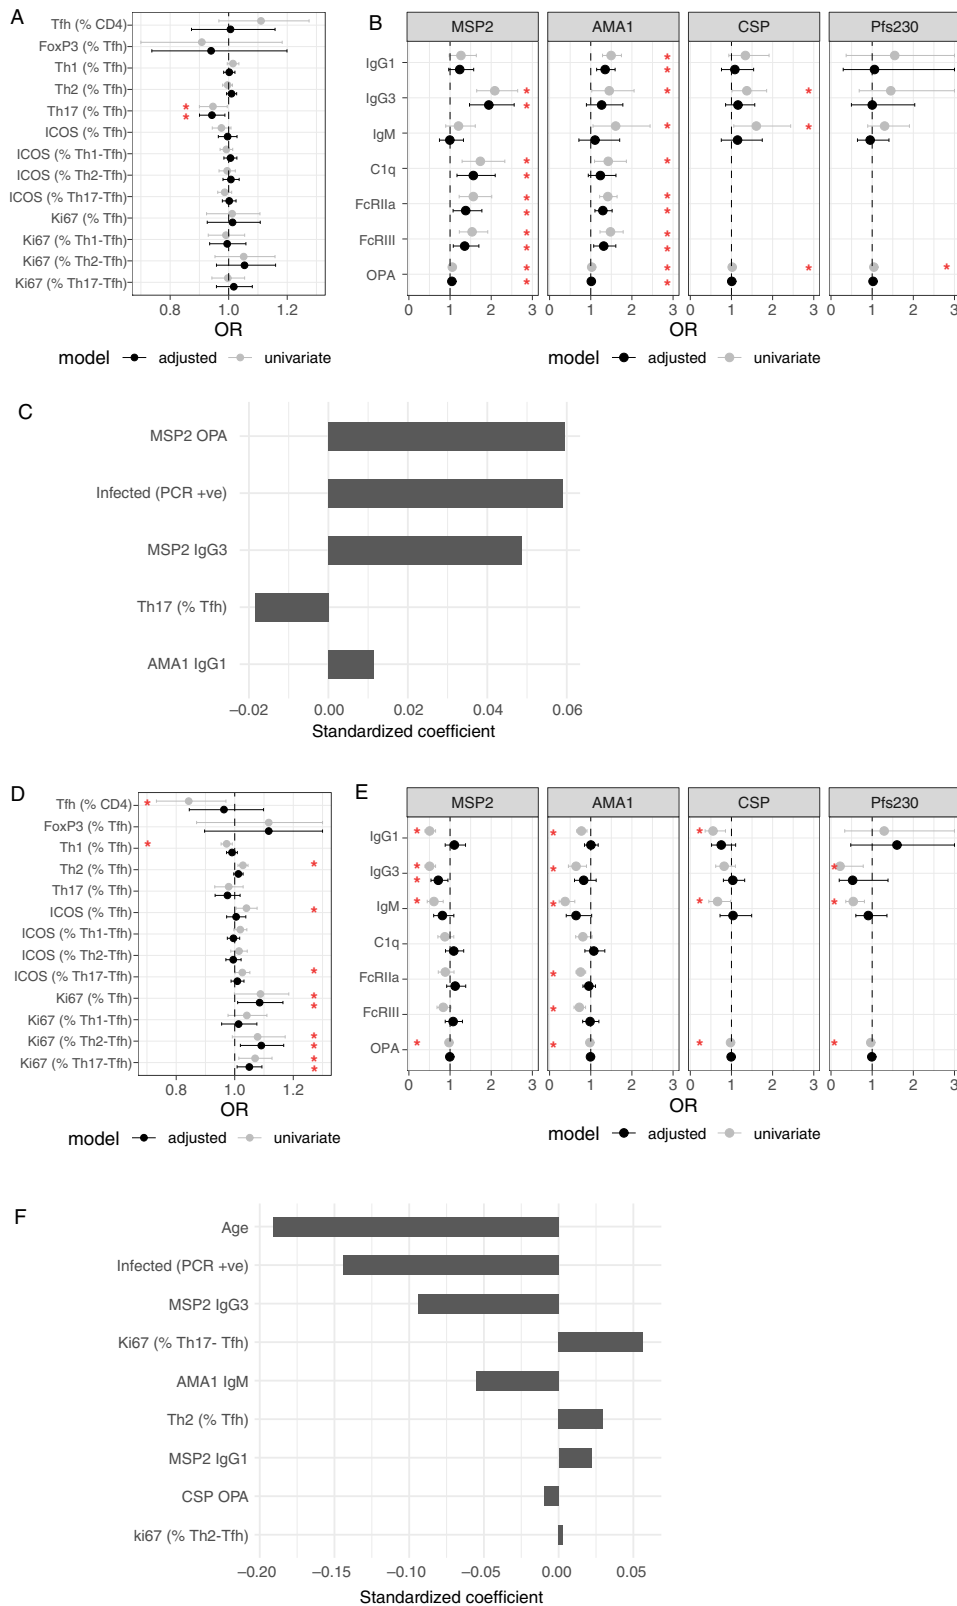 A
Tfh (% CD4)
FoxP3 (% Tfh)
Th1 (% Tfh)
Th2 (% Tfh)
Th17 (% Tfh)
ICOS (% Tfh)
ICOS (% Th1-Tfh)
ICOS (% Th2-Tfh)
ICOS (% Th17-Tfh)
Ki67 (% Tfh)
Ki67 (% Th1-Tfh)
Ki67 (% Th2-Tfh)
Ki67 (% Th17-Tfh)
* *
0.8 1.0 1.2
OR
model adjusted univariate
B
MSP2 AMA1 CSP Pfs230
IgG1 *
IgG3 * * * *
IgM * *
C1q * * *
FcRIIa * * * *
FcRIII * * * *
OPA * * * * * *
0 1 2 3 0 1 2 3 0 1 2 3 0 1 2 3
OR
model adjusted univariate
C
MSP2 OPA
Infected (PCR +ve)
MSP2 IgG3
Th17 (% Tfh)
AMA1 IgG1
−0.02 0.00 0.02 0.04 0.06
Standardized coefficient
D
Tfh (% CD4) *
FoxP3 (% Tfh)
Th1 (% Tfh) *
Th2 (% Tfh) *
Th17 (% Tfh)
ICOS (% Tfh) *
ICOS (% Th1-Tfh)
ICOS (% Th2-Tfh)
ICOS (% Th17-Tfh) *
Ki67 (% Tfh) * *
Ki67 (% Th1-Tfh)
Ki67 (% Th2-Tfh) * *
Ki67 (% Th17-Tfh) * *
0.8 1.0 1.2
OR
model adjusted univariate
E
MSP2 AMA1 CSP Pfs230
IgG1 * * *
IgG3 * * * *
IgM * * * *
C1q
FcRIIa *
FcRIII *
OPA * * * *
0 1 2 3 0 1 2 3 0 1 2 3 0 1 2 3
OR
model adjusted univariate
F
Age
Infected (PCR +ve)
MSP2 IgG3
Ki67 (% Th17- Tfh)
AMA1 IgM
Th2 (% Tfh)
MSP2 IgG1
CSP OPA
ki67 (% Th2-Tfh)
−0.20 −0.15 −0.10 −0.05 0.00 0.05
Standardized coefficient